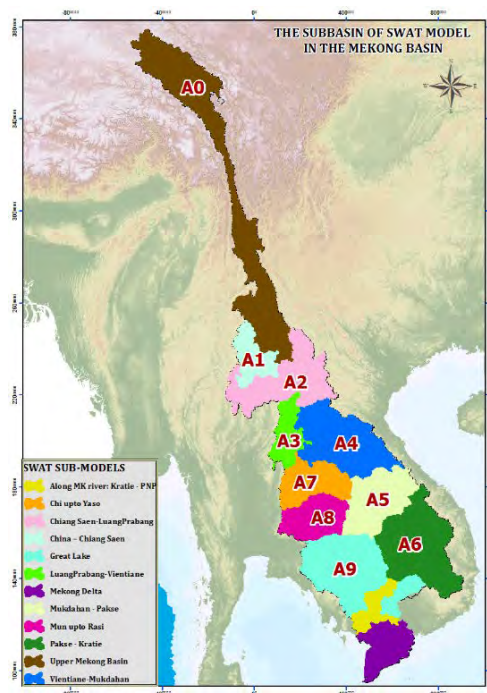 THE SUBBASIN OF SWAT MODEL
IN THE MEKONG BASIN
A0
A1
A2
A3
A4
A7
A5
A8
A6
A9
SWAT SUB-MODELS
Along MK river: Kratie - PNP
Chi upto Yaso
Chiang Saen-LuangPrabang
China - Chiang Saen
Great Lake
LuangPrabang-Vientiane
Mekong Delta
Mukdahan - Pakse
Mun upto Rasi
Pakse - Kratie
Upper Mekong Basin
Vientiane-Mukdahan